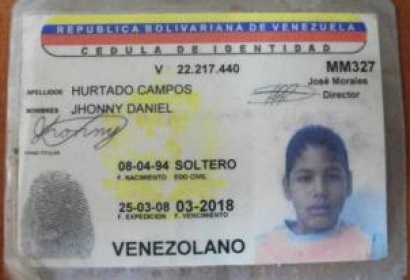 REPUBLICA BOLIVARIANA DE VENEZUELA
CEDULA DE IDENTIDAD
V 22.217.440 MM327
José Morales
Director
APELLIDOS HURTADO CAMPOS
NOMBRES JHONNY DANIEL
Jhonny
FIRMA TITULAR
08-04-94 SOLTERO
F. NACIMIENTO EDO CIVIL
25-03-08 03-2018
F. EXPEDICION F. VENCIMIENTO
VENEZOLANO